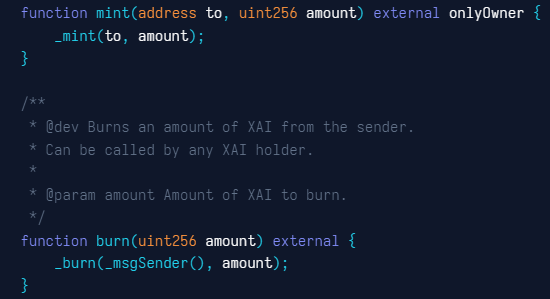 function mint(address to, uint256 amount) external onlyOwner {
    _mint(to, amount);
}

/**
 * @dev Burns an amount of XAI from the sender.
 * Can be called by any XAI holder.
 *
 * @param amount Amount of XAI to burn.
 */
function burn(uint256 amount) external {
    _burn(_msgSender(), amount);
}